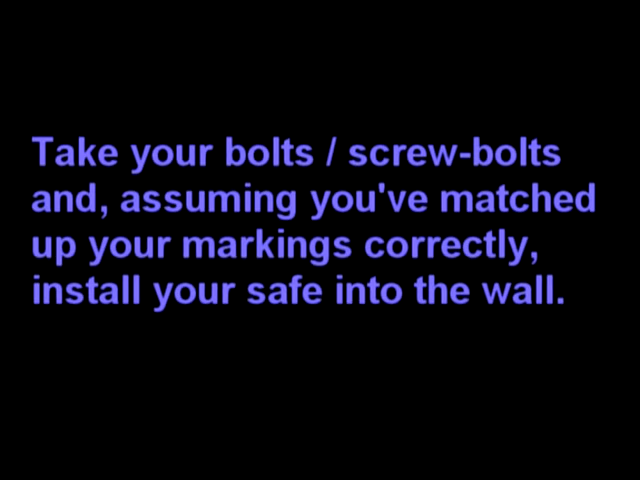 Take your bolts / screw-bolts
and, assuming you've matched
up your markings correctly,
install your safe into the wall.